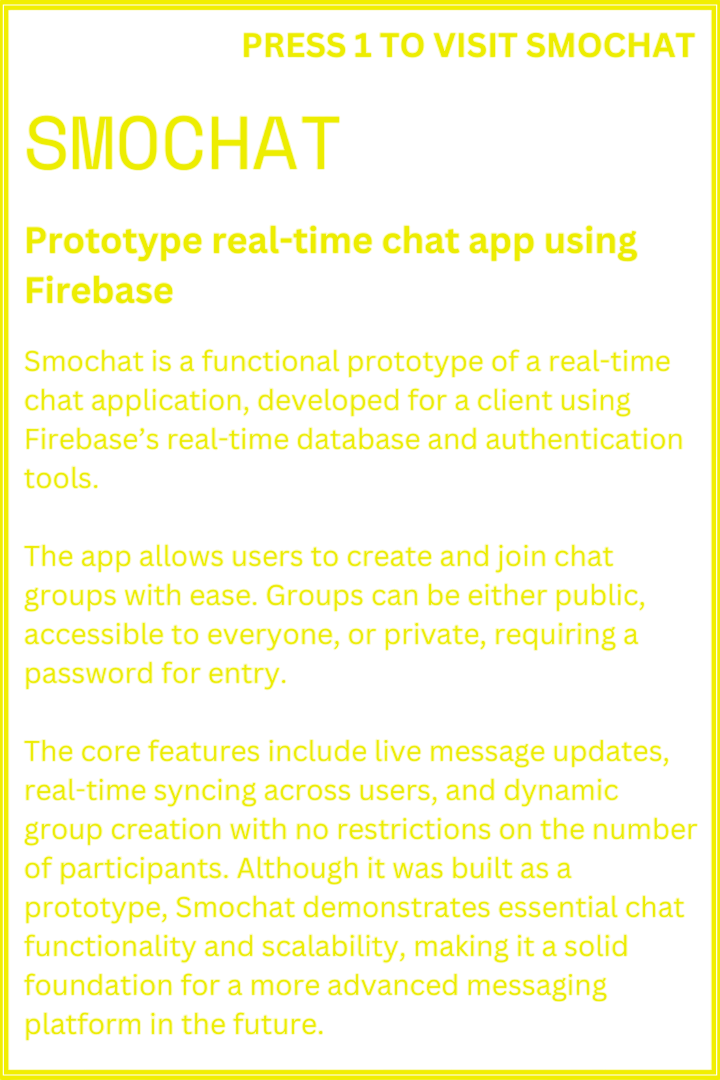 PRESS 1 TO VISIT SMOCHAT
SMOCHAT
Prototype real-time chat app using
Firebase
Smochat is a functional prototype of a real-time
chat application, developed for a client using
Firebase’s real-time database and authentication
tools.
The app allows users to create and join chat
groups with ease. Groups can be either public,
accessible to everyone, or private, requiring a
password for entry.
The core features include live message updates,
real-time syncing across users, and dynamic
group creation with no restrictions on the number
of participants. Although it was built as a
prototype, Smochat demonstrates essential chat
functionality and scalability, making it a solid
foundation for a more advanced messaging
platform in the future.